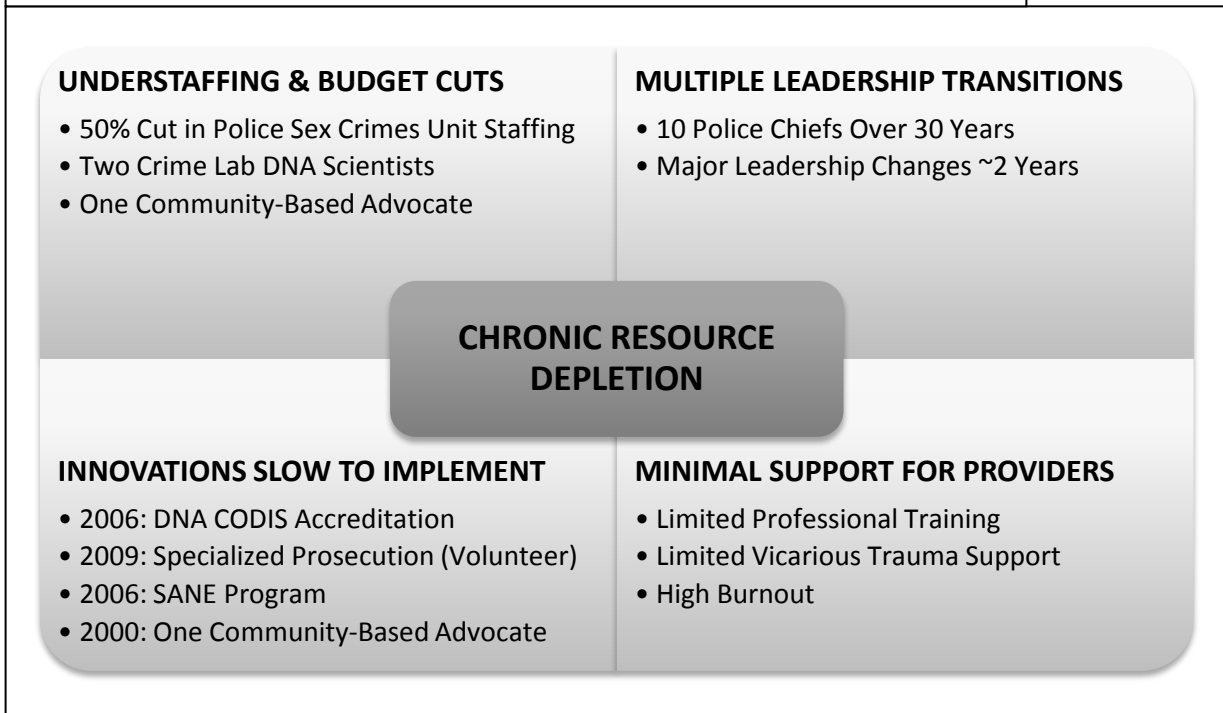 UNDERSTAFFING & BUDGET CUTS
• 50% Cut in Police Sex Crimes Unit Staffing
• Two Crime Lab DNA Scientists
• One Community-Based Advocate
MULTIPLE LEADERSHIP TRANSITIONS
• 10 Police Chiefs Over 30 Years
• Major Leadership Changes ~2 Years
CHRONIC RESOURCE
DEPLETION
INNOVATIONS SLOW TO IMPLEMENT
• 2006: DNA CODIS Accreditation
• 2009: Specialized Prosecution (Volunteer)
• 2006: SANE Program
• 2000: One Community-Based Advocate
MINIMAL SUPPORT FOR PROVIDERS
• Limited Professional Training
• Limited Vicarious Trauma Support
• High Burnout